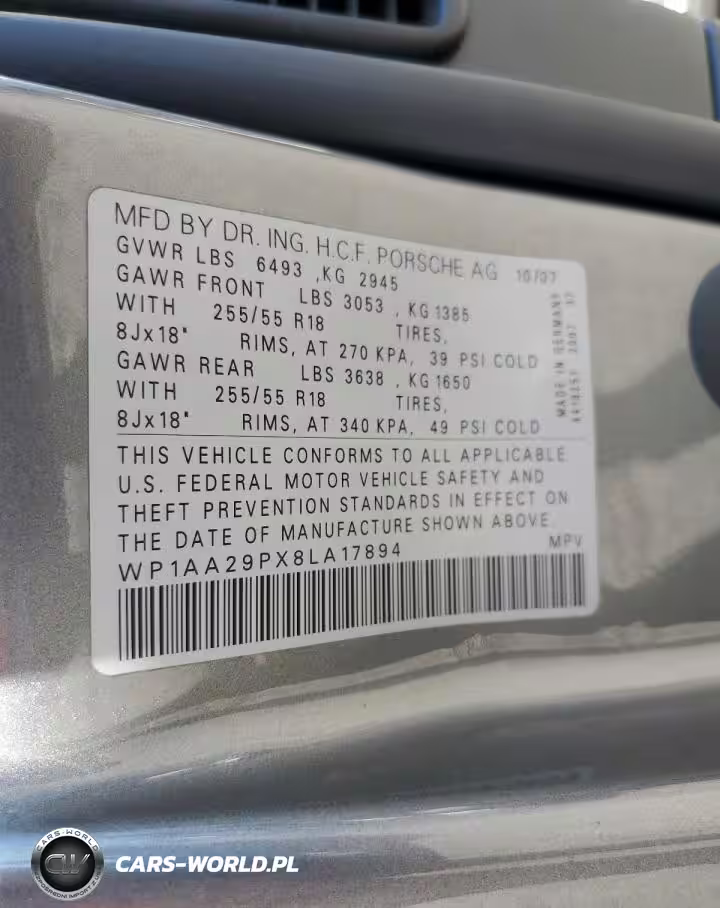 MFD BY DR. ING. H.C.F. PORSCHE AG 10/07
GVWR LBS 6493 ,KG 2945
GAWR FRONT LBS 3053 , KG 1385
WITH 255/55 R18 TIRES,
8Jx18" RIMS, AT 270 KPA, 39 PSI COLD
GAWR REAR LBS 3638 , KG 1650
WITH 255/55 R18 TIRES,
8Jx18" RIMS, AT 340 KPA, 49 PSI COLD
MADE IN GERMANY
2007
THIS VEHICLE CONFORMS TO ALL APPLICABLE
U.S. FEDERAL MOTOR VEHICLE SAFETY AND
THEFT PREVENTION STANDARDS IN EFFECT ON
THE DATE OF MANUFACTURE SHOWN ABOVE
WP1AA29PX8LA17894 MPV
CARS-WORLD
CW
CARS-WORLD.PL